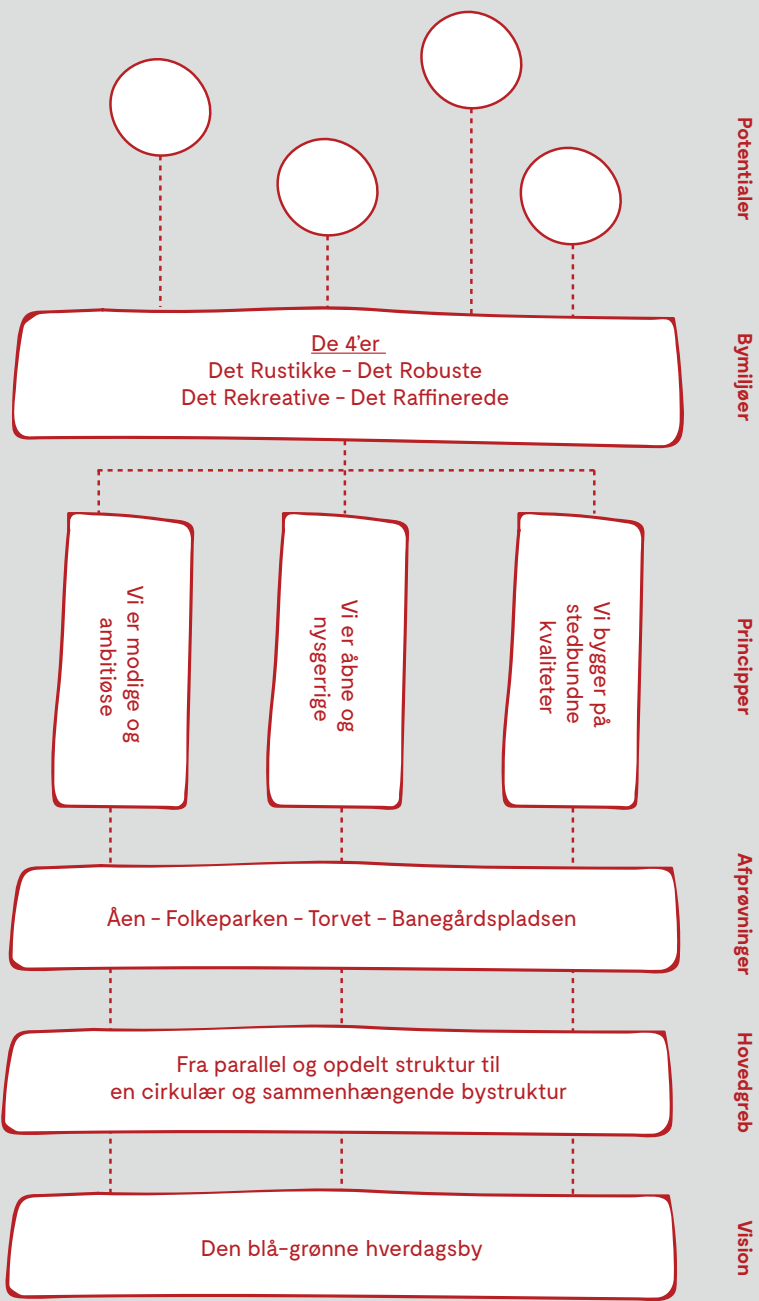 Potentialer
Bymiljøer
De 4'er
Det Rustikke - Det Robuste
Det Rekreative - Det Raffinerede
Principper
Vi er modige og
ambitiøse
Vi er åbne og
nysgerrige
Vi bygger på
stedbundne
kvaliteter
Afprøvninger
Åen - Folkeparken - Torvet - Banegårdspladsen
Hovedgreb
Fra parallel og opdelt struktur til
en cirkulær og sammenhængende bystruktur
Vision
Den blå-grønne hverdagsby